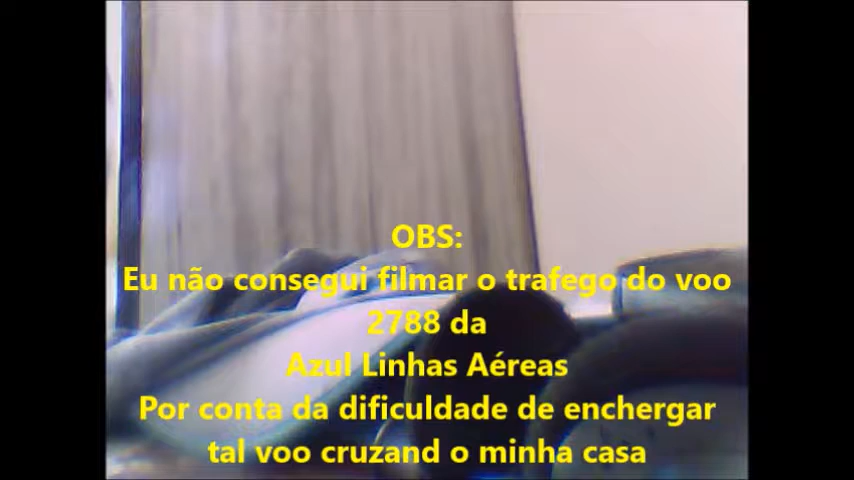 OBS:
Eu não consegui filmar o trafego do voo
2788 da
Azul Linhas Aéreas
Por conta da dificuldade de enchergar
tal voo cruzand o minha casa